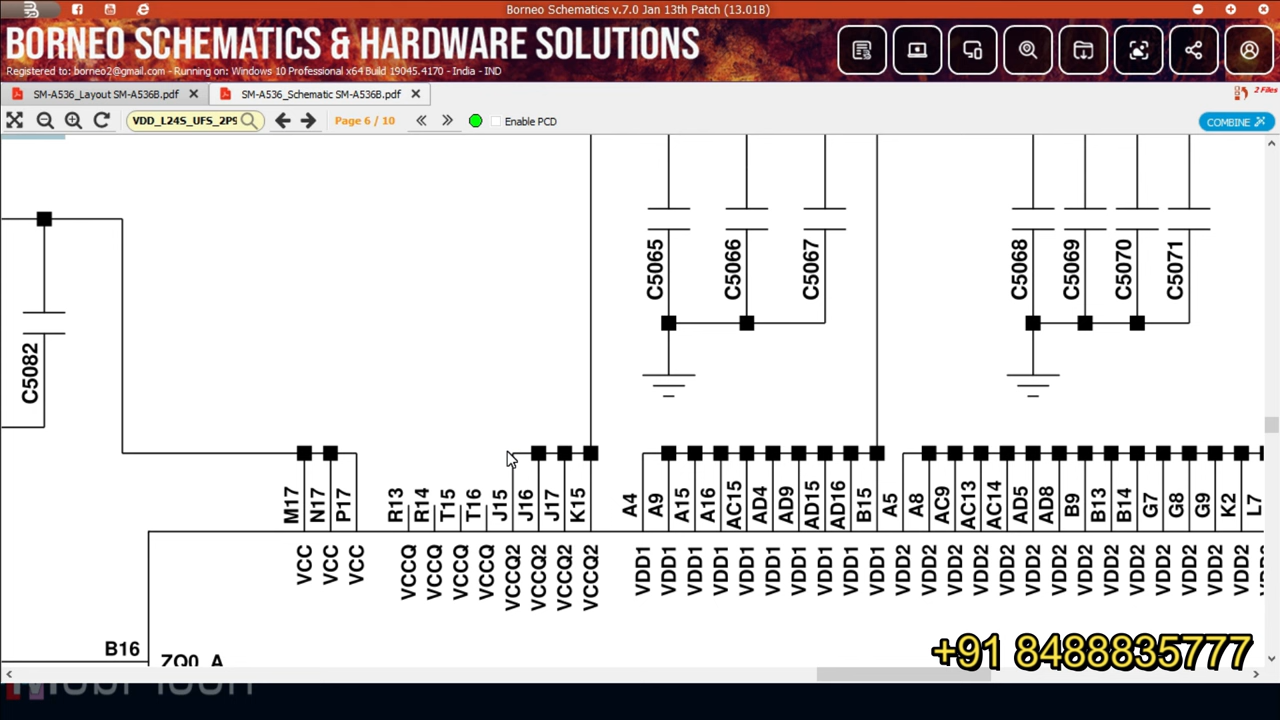 Borneo Schematics v.7.0 Jan 13th Patch (13.01B)
BORNEO SCHEMATICS & HARDWARE SOLUTIONS
Registered to: borneo2@gmail.com - Running on: Windows 10 Professional x64 Build 19045.4170 - India - IND
SM-A536_Layout SM-A536B.pdf
SM-A536_Schematic SM-A536B.pdf
2 Files
VDD_L24S_UFS_2P5
Page 6 / 10
Enable PCD
COMBINE
C5082
C5065 C5066 C5067
C5068 C5069 C5070 C5071
M17 N17 P17 R13 R14 T15 T16 J15 J16 J17 K15 A4 A9 A15 A16 AC15 AD4 AD9 AD15 AD16 B15 A5 A8 AC9 AC13 AC14 AD5 AD8 B9 B13 B14 G7 G8 G9 K2 L7
VCC VCC VCC VCCQ VCCQ VCCQ VCCQ VCCQ2 VCCQ2 VCCQ2 VCCQ2 VDD1 VDD1 VDD1 VDD1 VDD1 VDD1 VDD1 VDD1 VDD1 VDD1 VDD2 VDD2 VDD2 VDD2 VDD2 VDD2 VDD2 VDD2 VDD2 VDD2 VDD2 VDD2 VDD2 VDD2
B16
ZQ0_A
+91 8488835777